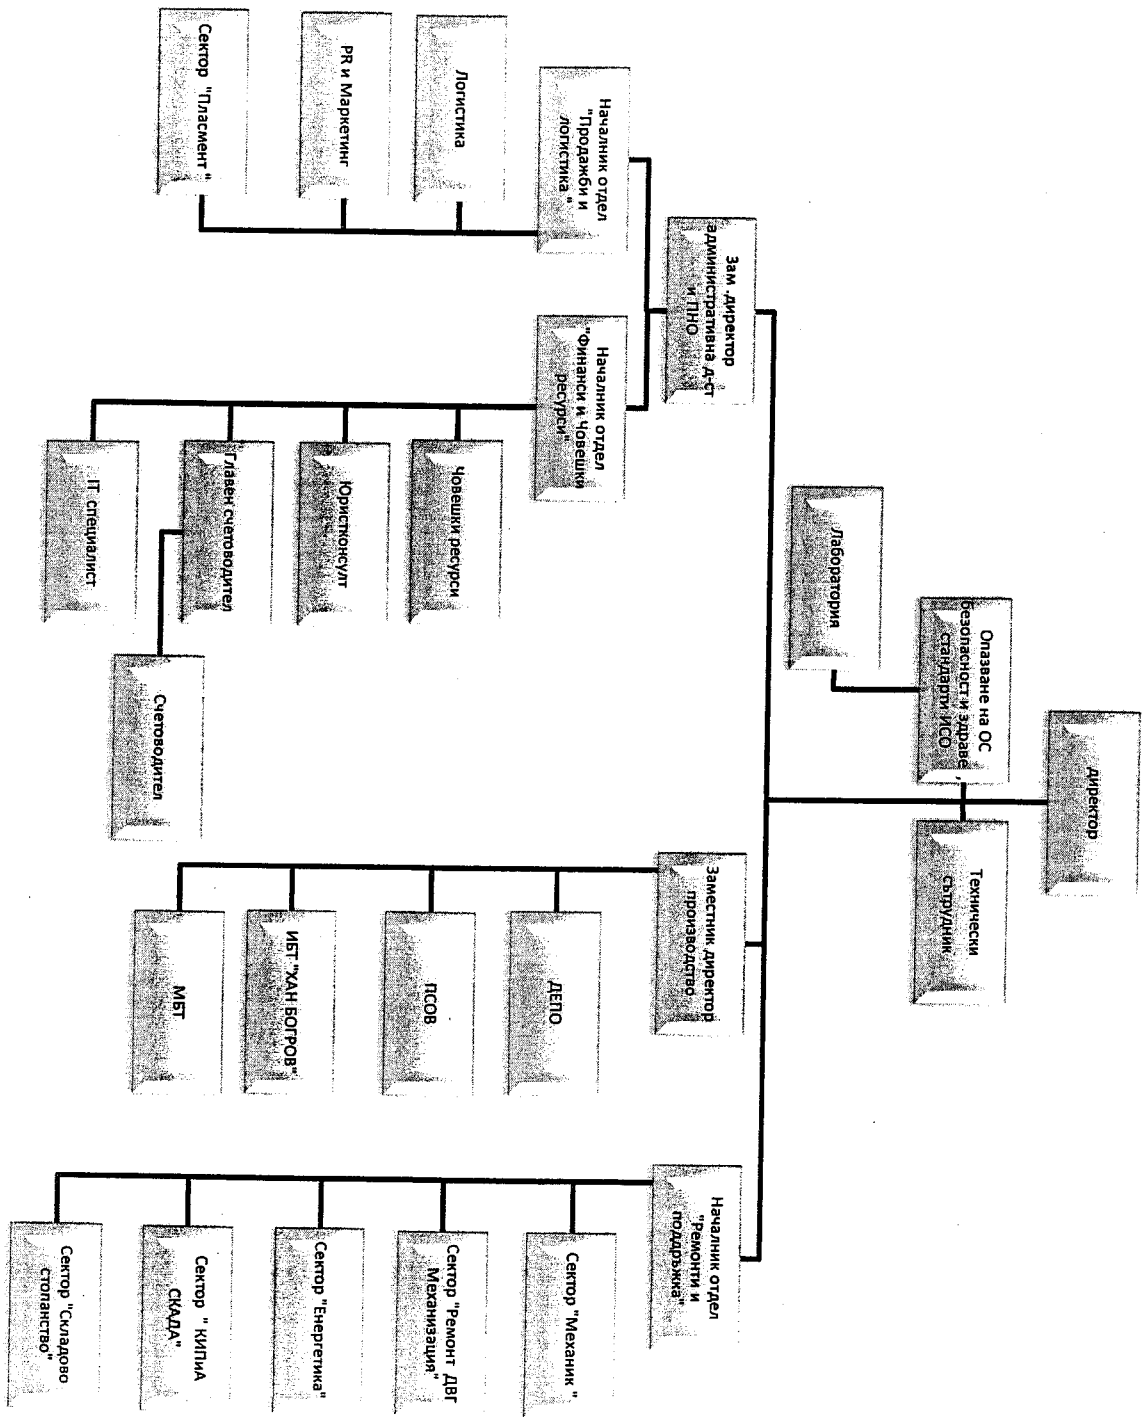 директор
Опазване на ОС
безопасност и здраве ,
стандарти ИСО
Технически
сътрудник
Лаборатория
Зам .директор
административна д-ст
и ПНО
Заместник директор
производство
Началник отдел
"Ремонти и
поддръжка"
Началник отдел
"Продажби и
логистика "
Началник отдел
"Финанси и Човешки
ресурси"
Логистика
PR и Маркетинг
Сектор "Пласмент "
Човешки ресурси
Юристконсулт
Главен счетоводител
IT специалист
Счетоводител
ДЕПО
ПСОВ
ИБТ "ХАН БОГРОВ"
МБТ
Сектор "Механик "
Сектор "Ремонт ДВГ
Механизация"
Сектор "Енергетика"
Сектор " КИПиА
СКАДА"
Сектор "Складово
стопанство"